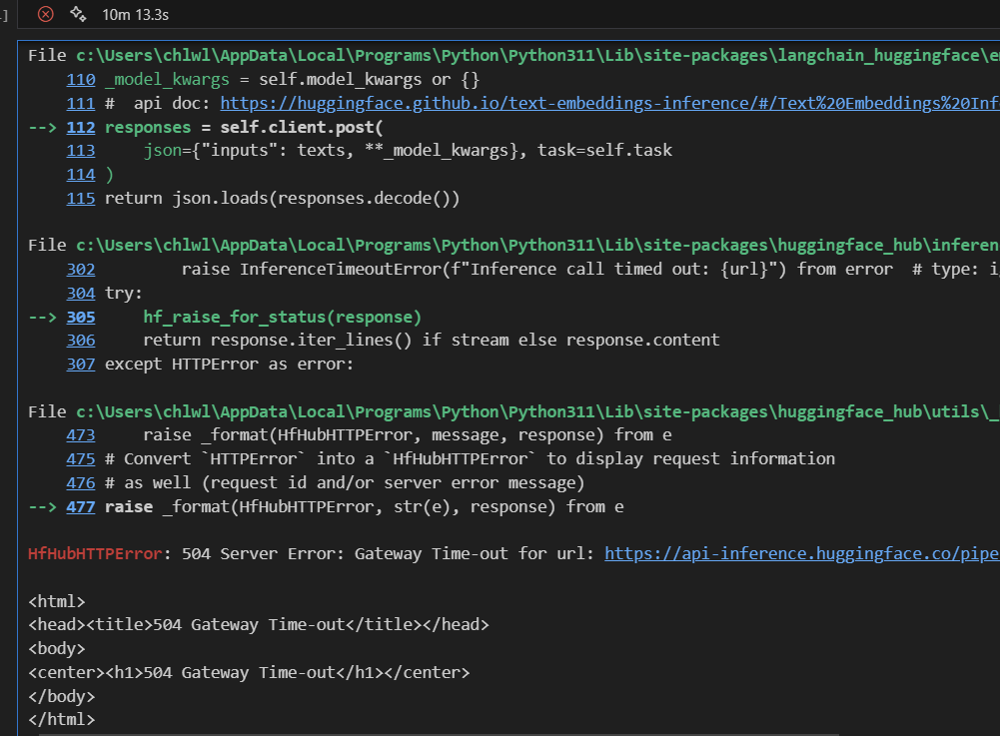 ]
10m 13.3s
File c:\Users\chlwl\AppData\Local\Programs\Python\Python311\Lib\site-packages\langchain_huggingface\e
110 _model_kwargs = self.model_kwargs or {}
111 #  api doc: https://huggingface.github.io/text-embeddings-inference/#/Text%20Embeddings%20Inf
--> 112 responses = self.client.post(
113     json={"inputs": texts, **_model_kwargs}, task=self.task
114 )
115 return json.loads(responses.decode())
File c:\Users\chlwl\AppData\Local\Programs\Python\Python311\Lib\site-packages\huggingface_hub\inferen
302         raise InferenceTimeoutError(f"Inference call timed out: {url}") from error  # type: i
304 try:
--> 305     hf_raise_for_status(response)
306     return response.iter_lines() if stream else response.content
307 except HTTPError as error:
File c:\Users\chlwl\AppData\Local\Programs\Python\Python311\Lib\site-packages\huggingface_hub\utils\_
473     raise _format(HfHubHTTPError, message, response) from e
475 # Convert `HTTPError` into a `HfHubHTTPError` to display request information
476 # as well (request id and/or server error message)
--> 477 raise _format(HfHubHTTPError, str(e), response) from e
HfHubHTTPError: 504 Server Error: Gateway Time-out for url: https://api-inference.huggingface.co/pipe
<html>
<head><title>504 Gateway Time-out</title></head>
<body>
<center><h1>504 Gateway Time-out</h1></center>
</body>
</html>